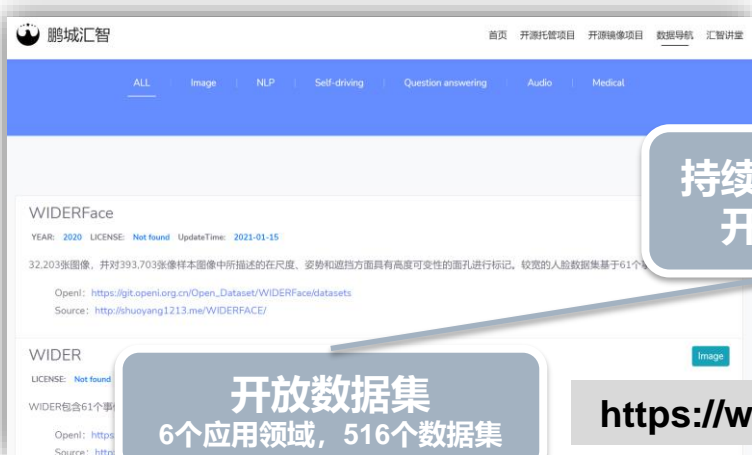 鹏城汇智
首页 开源托管项目 开源镜像项目 数据导航 汇智讲堂
ALL Image NLP Self-driving Question answering Audio Medical
持续
开
WIDERFace
YEAR: 2020 LICENSE: Not found UpdateTime: 2021-01-15
32,203张图像，并对393,703张像样本图像中所描述的在尺度、姿势和遮挡方面具有高度可变性的面孔进行标记。较宽的人脸数据集基于61个
OpenI: https://git.openi.org.cn/Open_Dataset/WIDERFace/datasets
Source: http://shuoyang1213.me/WIDERFACE/
WIDER
Image
LICENSE: Not found
WIDER包含61个事
开放数据集
6个应用领域，516个数据集
https://w
OpenI: https
Source: http